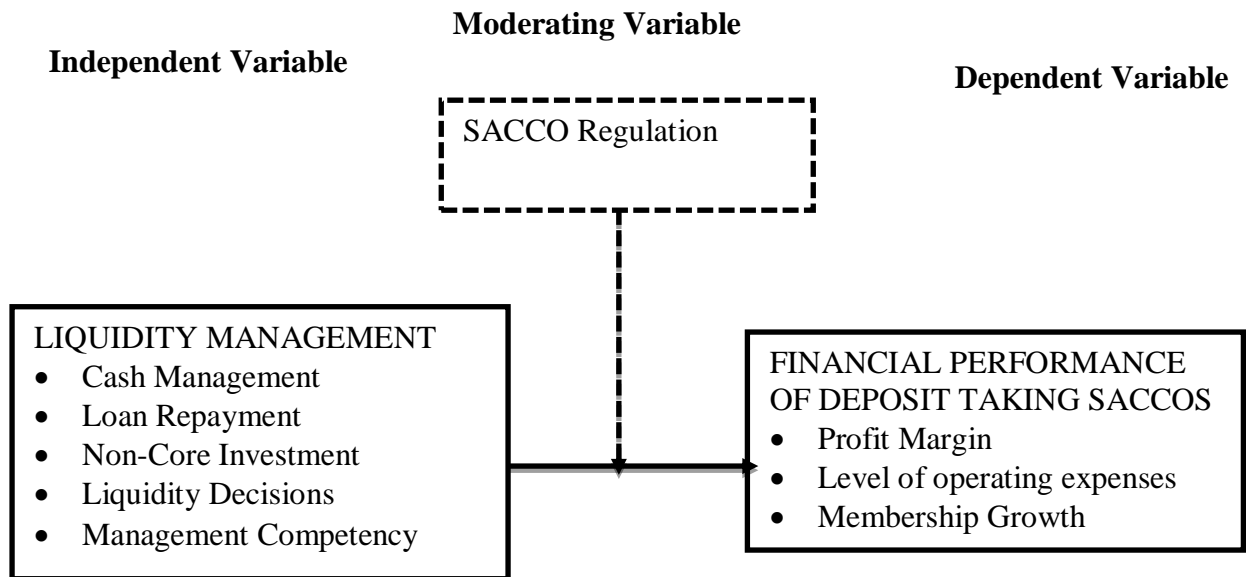 Moderating Variable
Independent Variable
Dependent Variable
SACCO Regulation
LIQUIDITY MANAGEMENT
• Cash Management
• Loan Repayment
• Non-Core Investment
• Liquidity Decisions
• Management Competency
FINANCIAL PERFORMANCE
OF DEPOSIT TAKING SACCOS
• Profit Margin
• Level of operating expenses
• Membership Growth